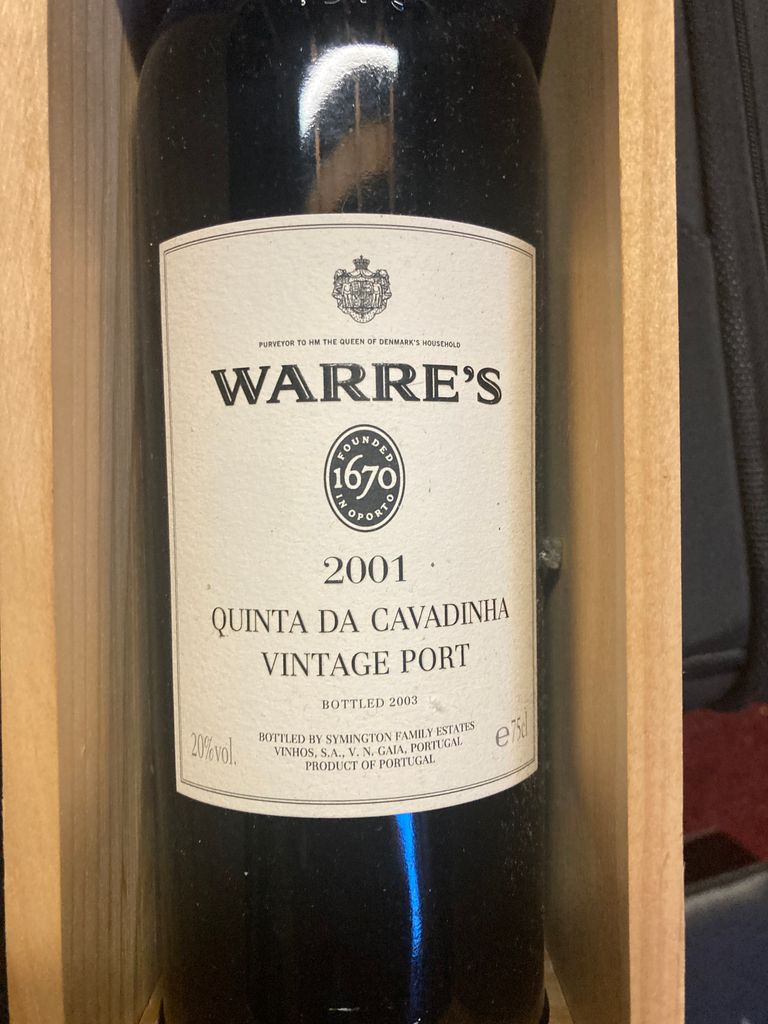 PURVEYOR TO HM THE QUEEN OF DENMARK'S HOUSEHOLD
WARRE'S
FOUNDED
1670
IN OPORTO
2001
QUINTA DA CAVADINHA
VINTAGE PORT
BOTTLED 2003
20%vol.
BOTTLED BY SYMINGTON FAMILY ESTATES
VINHOS, S.A., V. N. GAIA, PORTUGAL
PRODUCT OF PORTUGAL
e 75cl